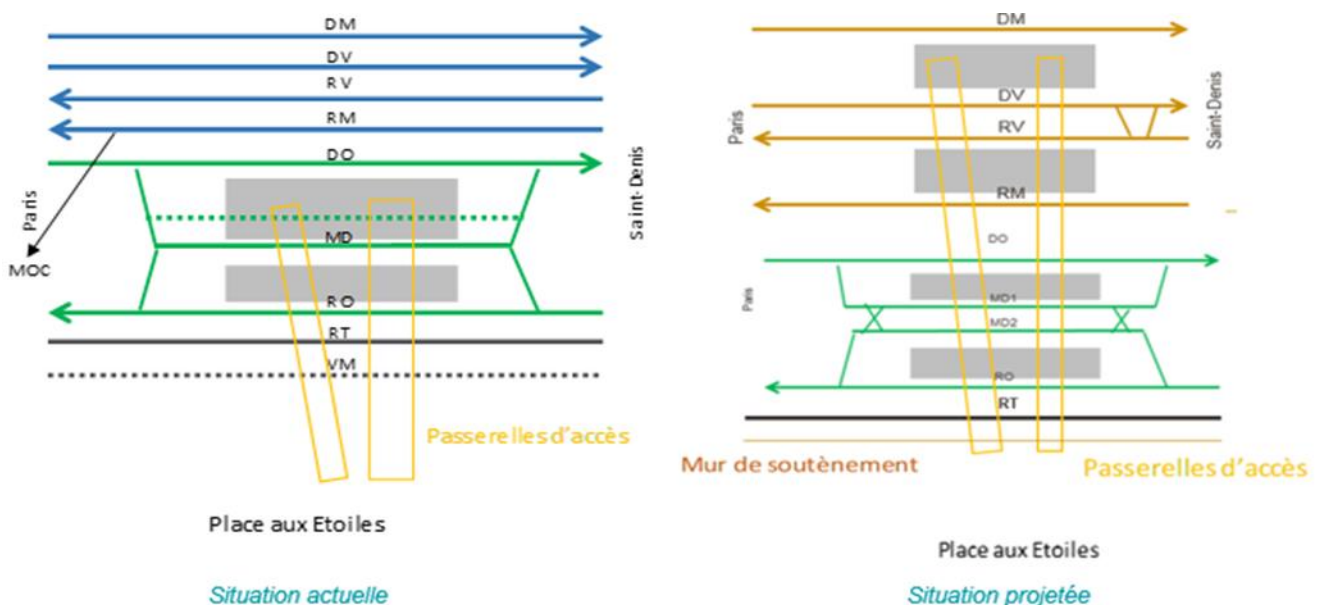 DM
DV
RV
RM
DO
Paris
Saint-Denis
MOC
MD
RO
RT
VM
Passerelles d'accès
Place aux Etoiles
Situation actuelle
DM
DV
RV
Paris
Saint-Denis
RM
DO
Paris
MD1
MD2
RO
RT
Mur de soutènement
Passerelles d'accès
Place aux Etoiles
Situation projetée